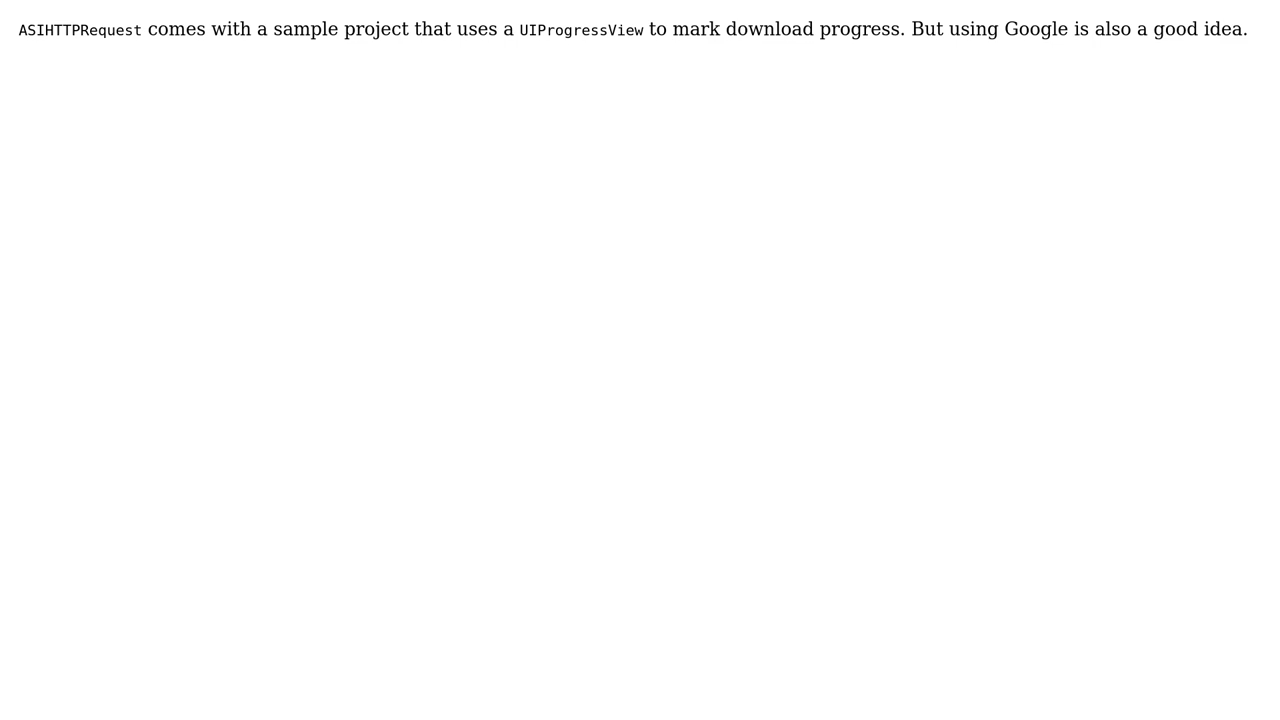 ASIHTTPRequest comes with a sample project that uses a UIProgressView to mark download progress. But using Google is also a good idea.